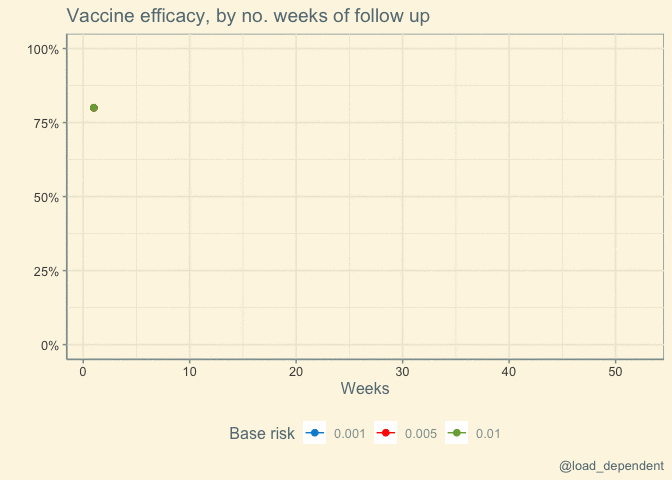 Vaccine efficacy, by no. weeks of follow up
100%
75%
50%
25%
0%
0 10 20 30 40 50
Weeks
Base risk 0.001 0.005 0.01
@load_dependent